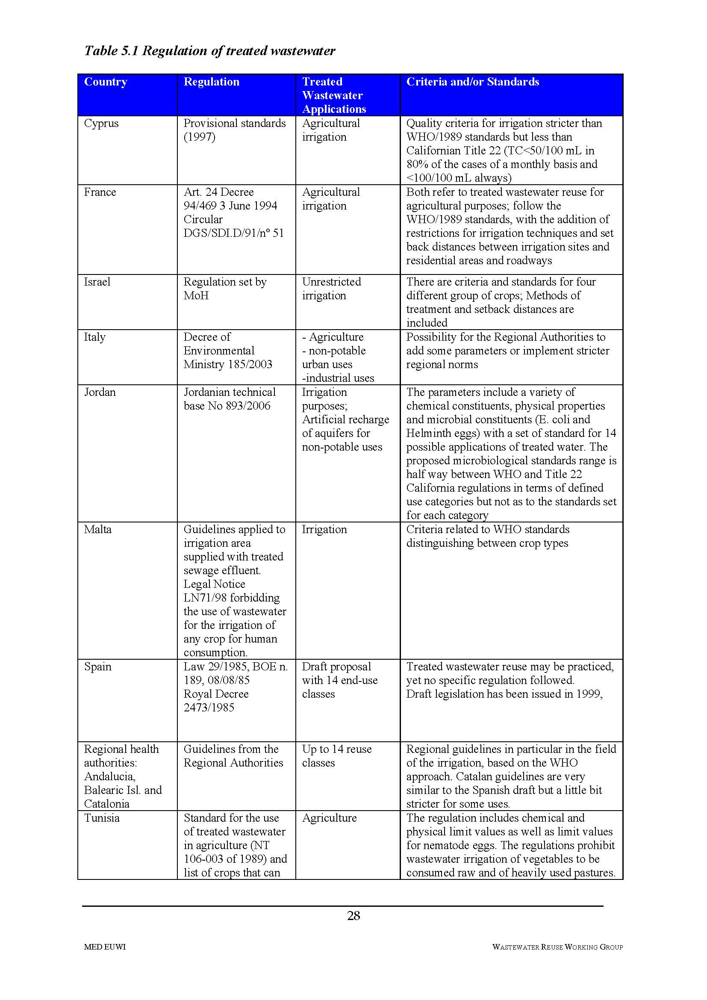 Table 5.1 Regulation of treated wastewater
Country
Regulation
Treated
Wastewater
Applications
Criteria and/or Standards
Cyprus
Provisional standards
(1997)
Agricultural
irrigation
Quality criteria for irrigation stricter than
WHO/1989 standards but less than
Californian Title 22 (TC<50/100 mL in
80% of the cases of a monthly basis and
<100/100 mL always)
France
Art. 24 Decree
94/469 3 June 1994
Circular
DGS/SDI.D/91/nº 51
Agricultural
irrigation
Both refer to treated wastewater reuse for
agricultural purposes; follow the
WHO/1989 standards, with the addition of
restrictions for irrigation techniques and set
back distances between irrigation sites and
residential areas and roadways
Israel
Regulation set by
MoH
Unrestricted
irrigation
There are criteria and standards for four
different group of crops; Methods of
treatment and setback distances are
included
Italy
Decree of
Environmental
Ministry 185/2003
- Agriculture
- non-potable
urban uses
-industrial uses
Possibility for the Regional Authorities to
add some parameters or implement stricter
regional norms
Jordan
Jordanian technical
base No 893/2006
Irrigation
purposes;
Artificial recharge
of aquifers for
non-potable uses
The parameters include a variety of
chemical constituents, physical properties
and microbial constituents (E. coli and
Helminth eggs) with a set of standard for 14
possible applications of treated water. The
proposed microbiological standards range is
half way between WHO and Title 22
California regulations in terms of defined
use categories but not as to the standards set
for each category
Malta
Guidelines applied to
irrigation area
supplied with treated
sewage effluent.
Legal Notice
LN71/98 forbidding
the use of wastewater
for the irrigation of
any crop for human
consumption.
Irrigation
Criteria related to WHO standards
distinguishing between crop types
Spain
Law 29/1985, BOE n.
189, 08/08/85
Royal Decree
2473/1985
Draft proposal
with 14 end-use
classes
Treated wastewater reuse may be practiced,
yet no specific regulation followed.
Draft legislation has been issued in 1999,
Regional health
authorities:
Andalucia,
Balearic Isl. and
Catalonia
Guidelines from the
Regional Authorities
Up to 14 reuse
classes
Regional guidelines in particular in the field
of the irrigation, based on the WHO
approach. Catalan guidelines are very
similar to the Spanish draft but a little bit
stricter for some uses.
Tunisia
Standard for the use
of treated wastewater
in agriculture (NT
106-003 of 1989) and
list of crops that can
Agriculture
The regulation includes chemical and
physical limit values as well as limit values
for nematode eggs. The regulations prohibit
wastewater irrigation of vegetables to be
consumed raw and of heavily used pastures.
28
MED EUWI
WASTEWATER REUSE WORKING GROUP